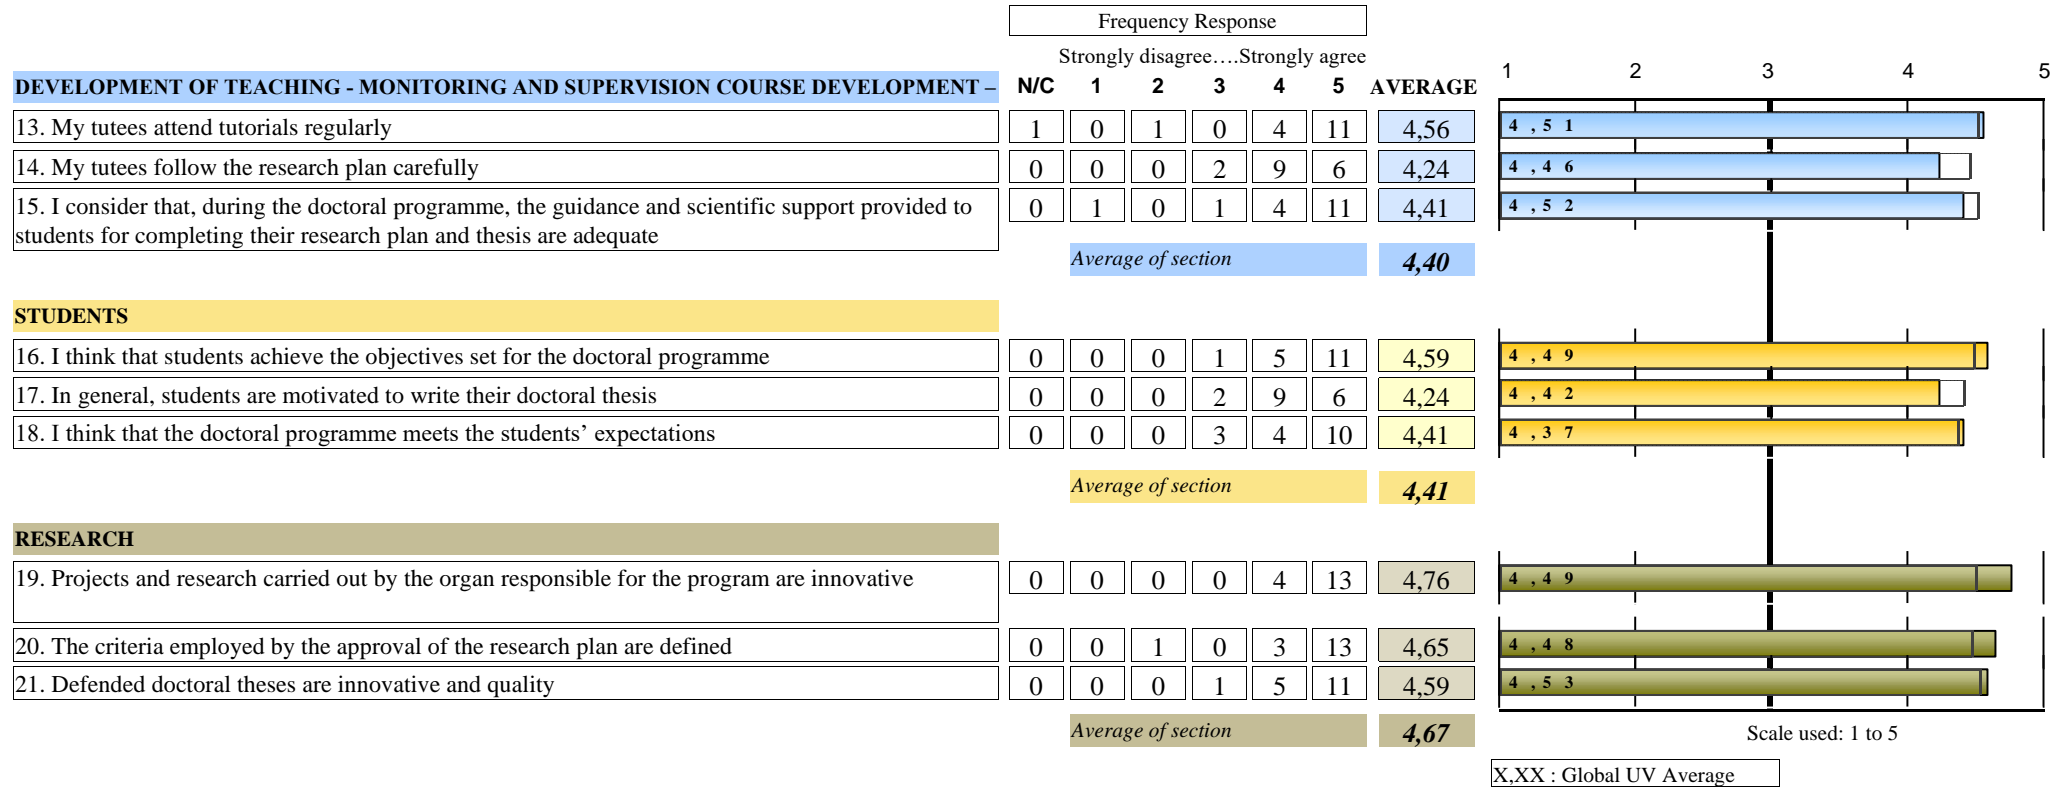 Frequency Response
Strongly disagree….Strongly agree
DEVELOPMENT OF TEACHING - MONITORING AND SUPERVISION COURSE DEVELOPMENT – N/C 1 2 3 4 5 AVERAGE 1 2 3 4 5
13. My tutees attend tutorials regularly 1 0 1 0 4 11 4,56 4,51
14. My tutees follow the research plan carefully 0 0 0 2 9 6 4,24 4,46
15. I consider that, during the doctoral programme, the guidance and scientific support provided to 0 1 0 1 4 11 4,41 4,52
students for completing their research plan and thesis are adequate
Average of section 4,40
STUDENTS
16. I think that students achieve the objectives set for the doctoral programme 0 0 0 1 5 11 4,59 4,49
17. In general, students are motivated to write their doctoral thesis 0 0 0 2 9 6 4,24 4,42
18. I think that the doctoral programme meets the students’ expectations 0 0 0 3 4 10 4,41 4,37
Average of section 4,41
RESEARCH
19. Projects and research carried out by the organ responsible for the program are innovative 0 0 0 0 4 13 4,76 4,49
20. The criteria employed by the approval of the research plan are defined 0 0 1 0 3 13 4,65 4,48
21. Defended doctoral theses are innovative and quality 0 0 0 1 5 11 4,59 4,53
Average of section 4,67
Scale used: 1 to 5
X,XX : Global UV Average